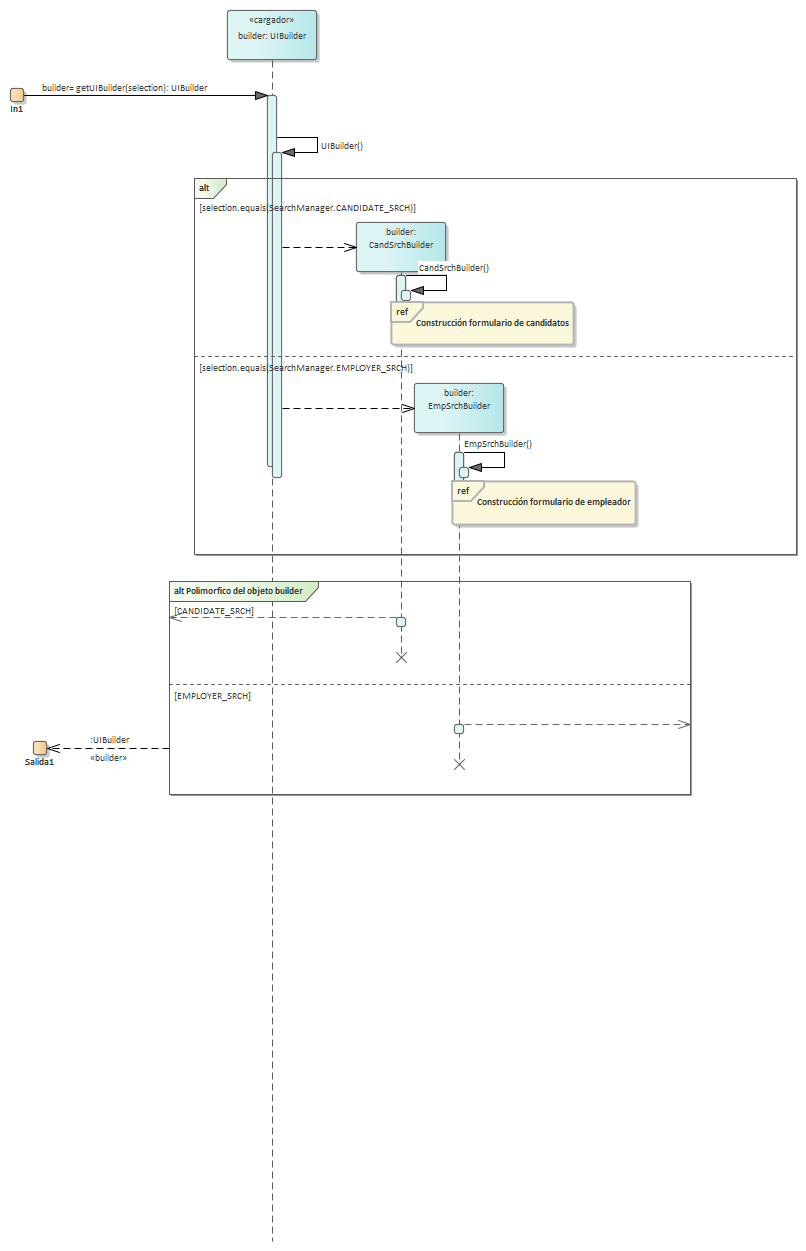 «cargador»
builder: UIBuilder
builder= getUIBuilder(selection): UIBuilder
In1
UIBuilder()
alt
[selection.equals(SearchManager.CANDIDATE_SRCH)]
builder:
CandSrchBuilder
CandSrchBuilder()
ref
Construcción formulario de candidatos
[selection.equals(SearchManager.EMPLOYER_SRCH)]
builder:
EmpSrchBuilder
EmpSrchBuilder()
ref
Construcción formulario de empleador
alt Polimorfico del objeto builder
[CANDIDATE_SRCH]
[EMPLOYER_SRCH]
:UIBuilder
«builder»
Salida1